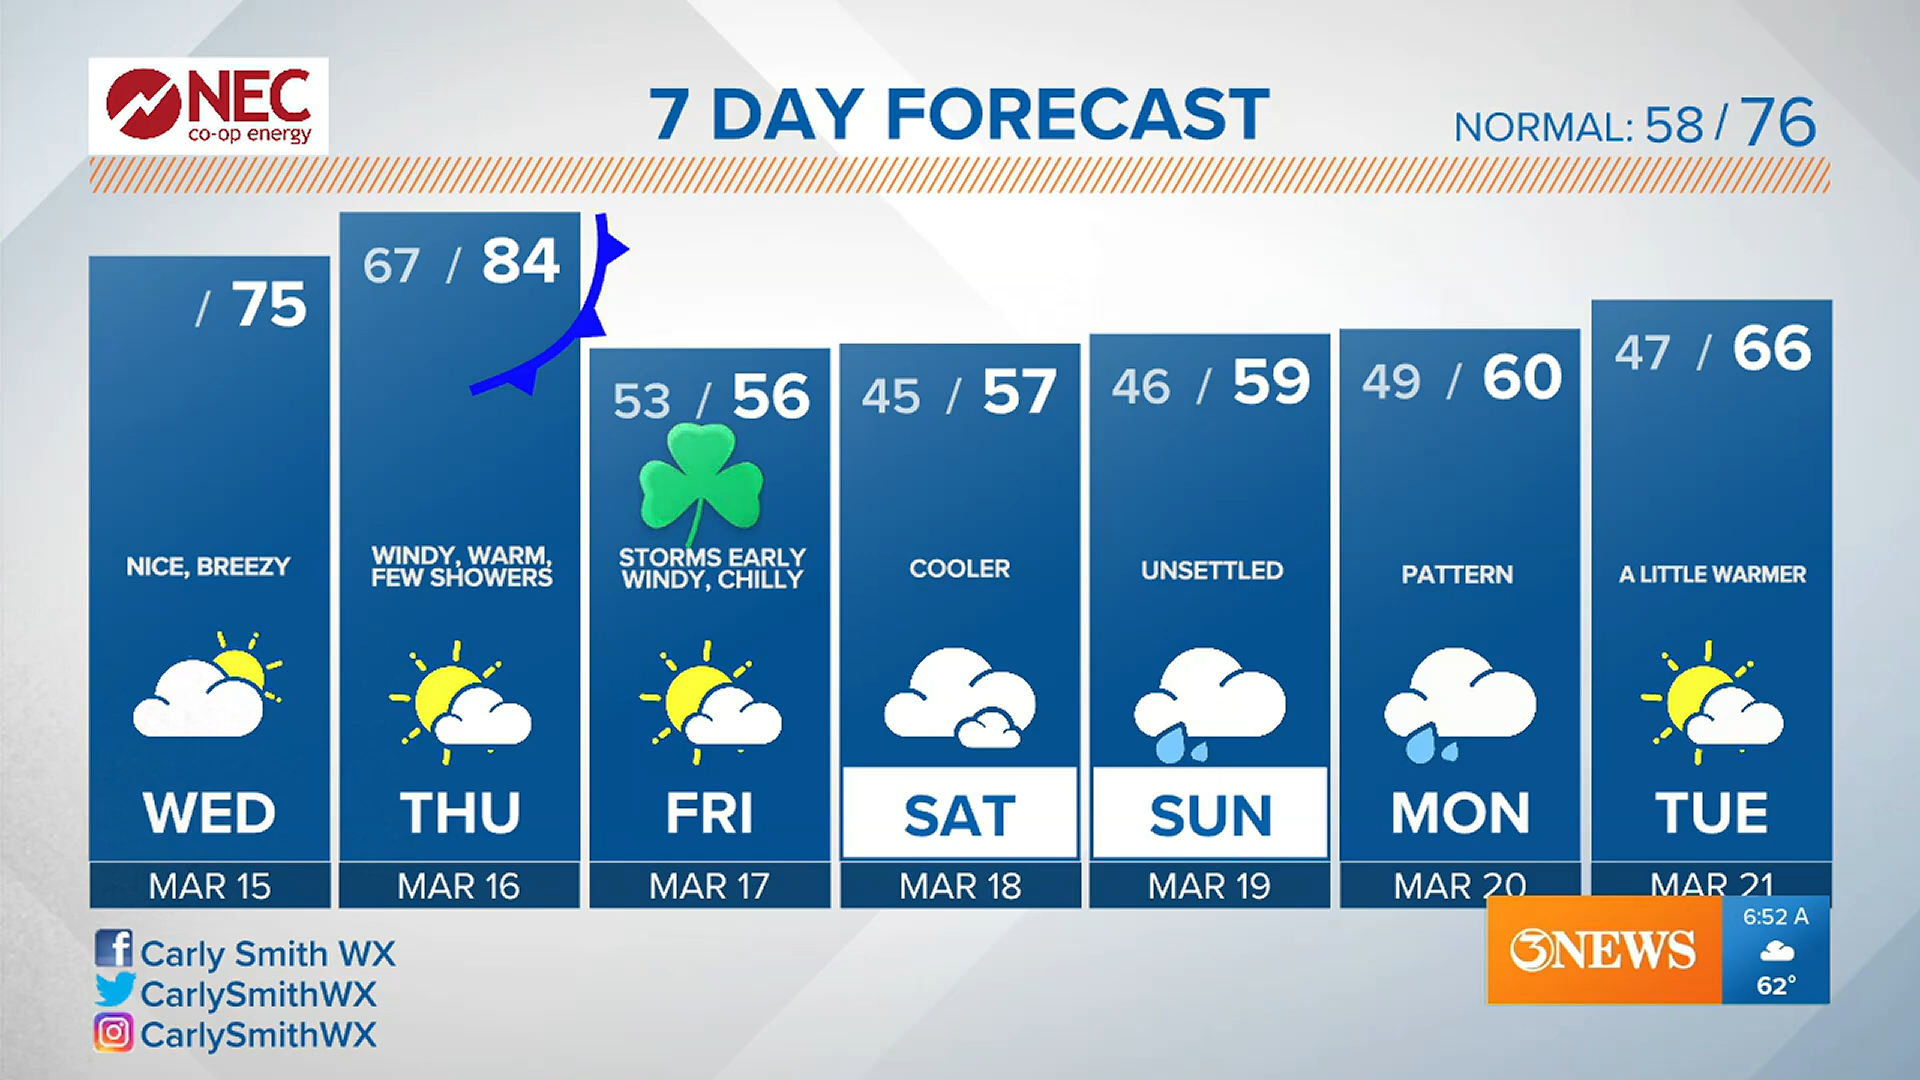 NEC
co-op energy
7 DAY FORECAST
NORMAL: 58 / 76
/ 75
NICE, BREEZY
WED
MAR 15
67 / 84
WINDY, WARM,
FEW SHOWERS
THU
MAR 16
53 / 56
STORMS EARLY
WINDY, CHILLY
FRI
MAR 17
45 / 57
COOLER
SAT
MAR 18
46 / 59
UNSETTLED
SUN
MAR 19
49 / 60
PATTERN
MON
MAR 20
47 / 66
A LITTLE WARMER
TUE
MAR 21
Carly Smith WX
CarlySmithWX
CarlySmithWX
3NEWS
6:52 A
62°